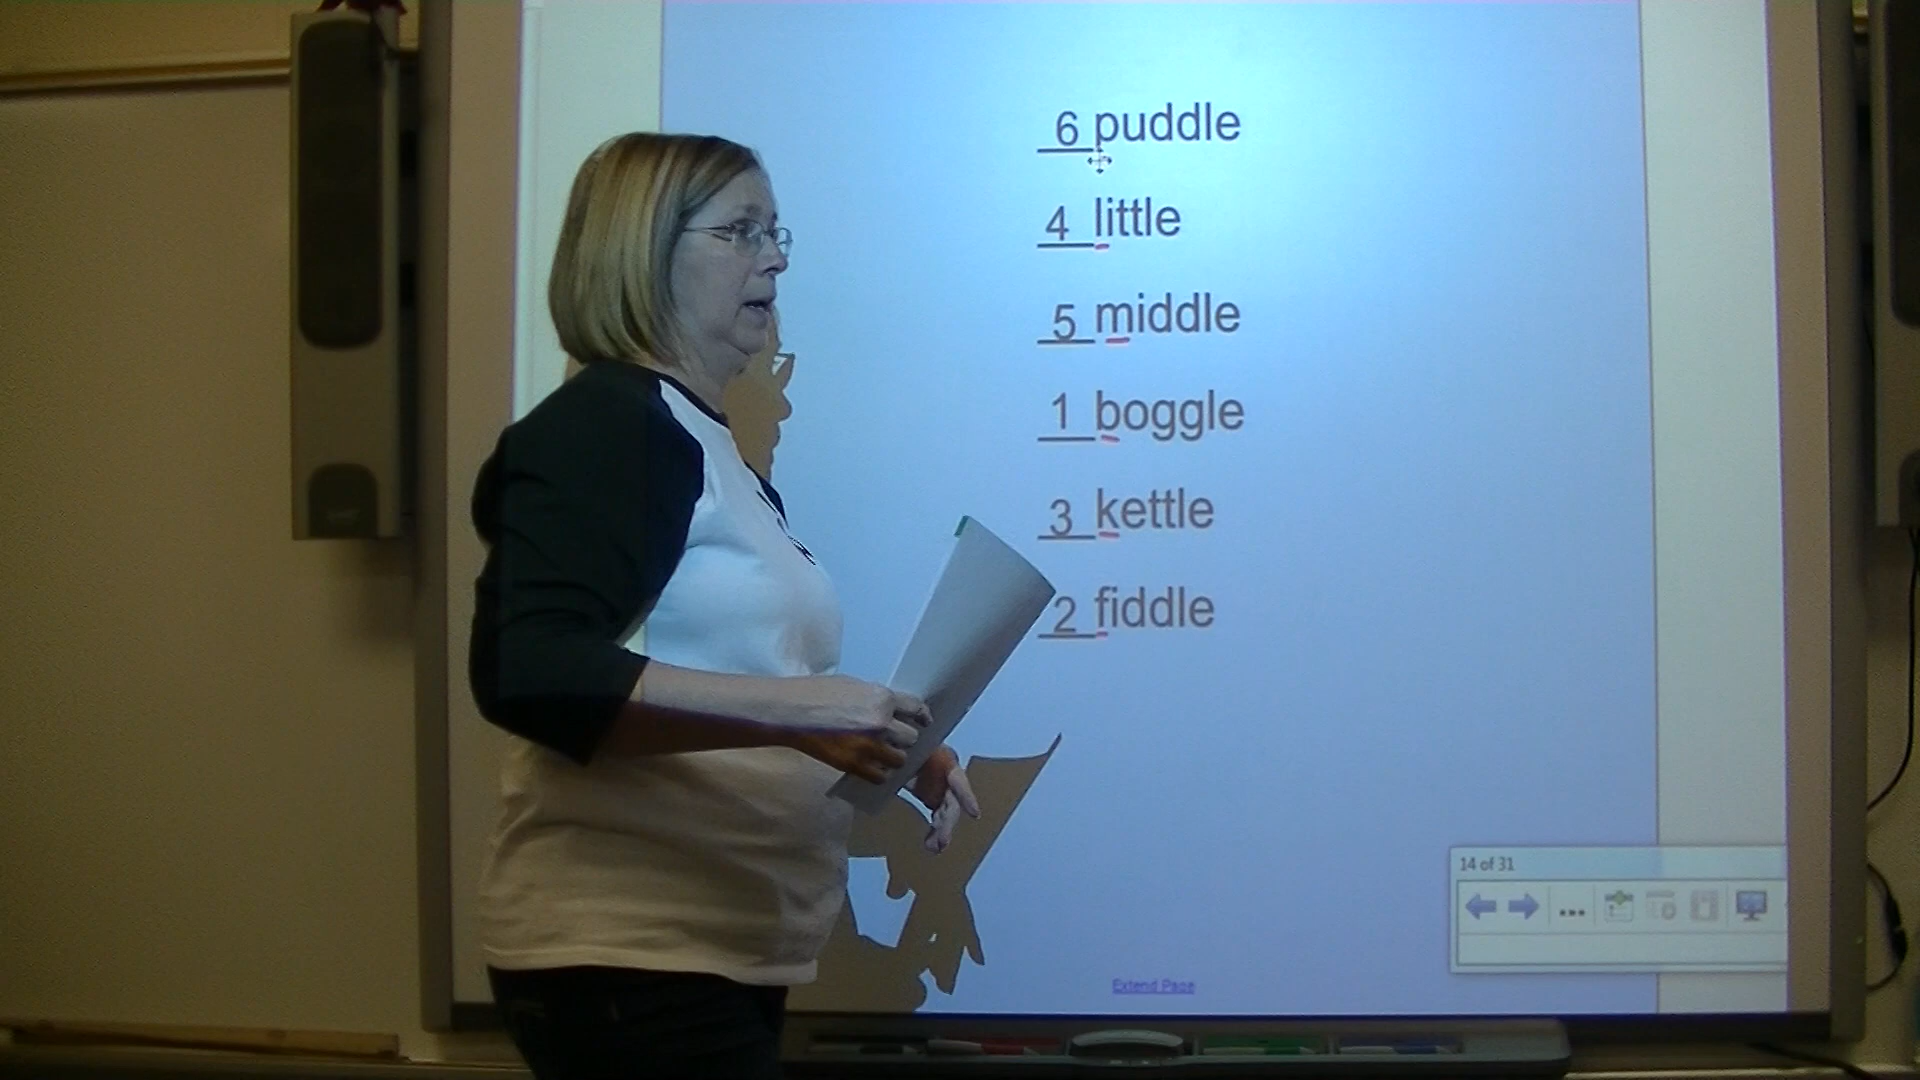 6 puddle
4 little
5 middle
1 boggle
3 kettle
2 fiddle
14 of 31
Extend Page